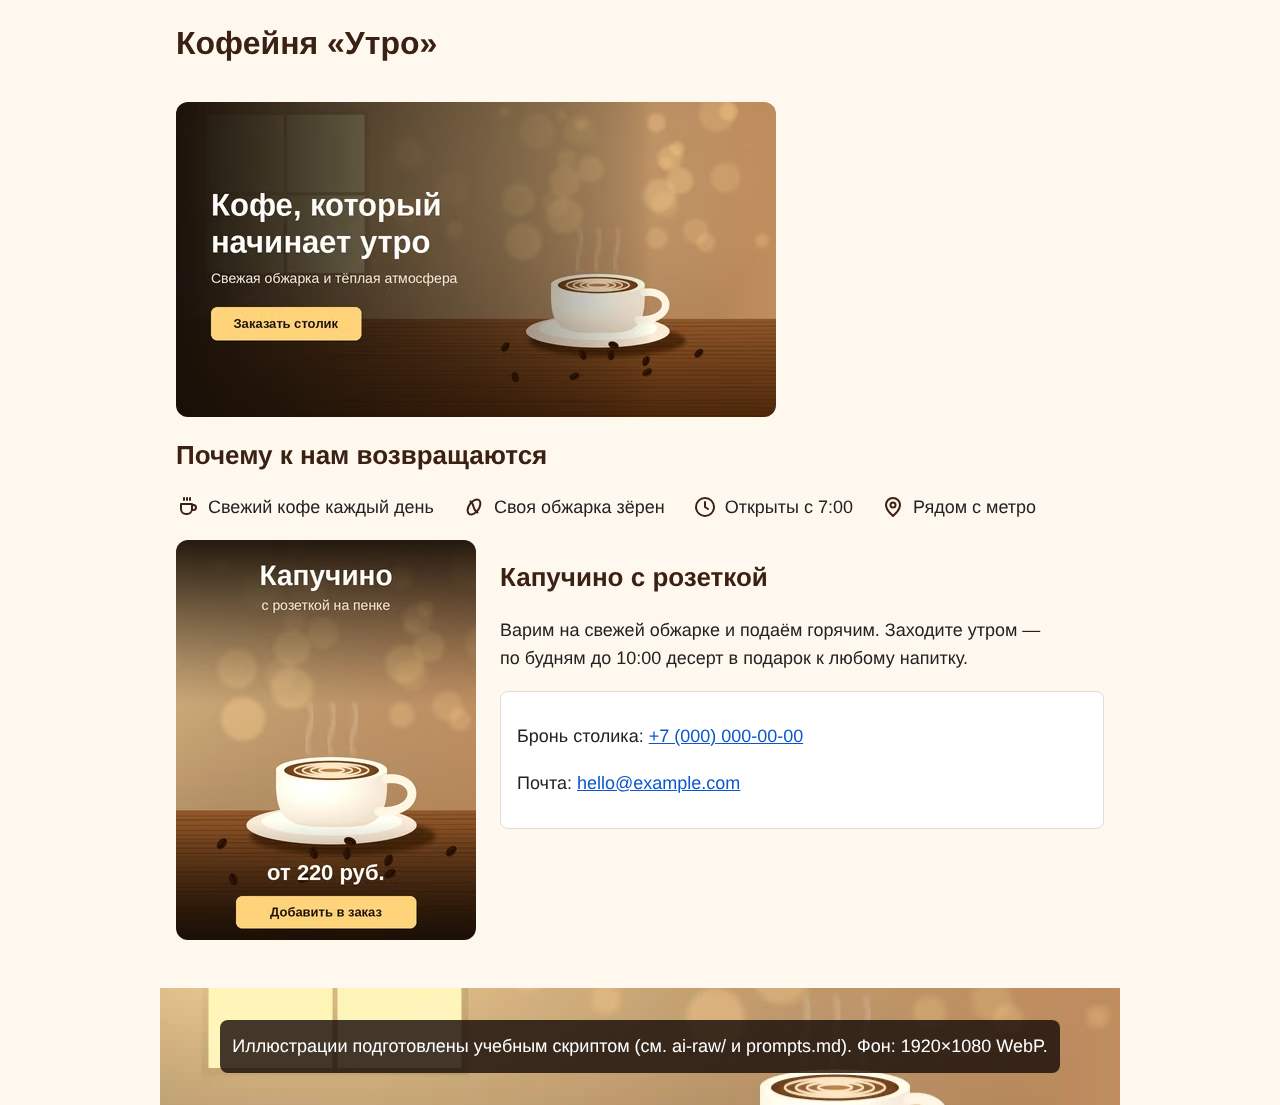 Кофейня «Утро»
Кофе, который
начинает утро
Свежая обжарка и тёплая атмосфера
Заказать столик
Почему к нам возвращаются
Свежий кофе каждый день
Своя обжарка зёрен
Открыты с 7:00
Рядом с метро
Капучино
с розеткой на пенке
от 220 руб.
Добавить в заказ
Капучино с розеткой
Варим на свежей обжарке и подаём горячим. Заходите утром —
по будням до 10:00 десерт в подарок к любому напитку.
Бронь столика: +7 (000) 000-00-00
Почта: hello@example.com
Иллюстрации подготовлены учебным скриптом (см. ai-raw/ и prompts.md). Фон: 1920×1080 WebP.